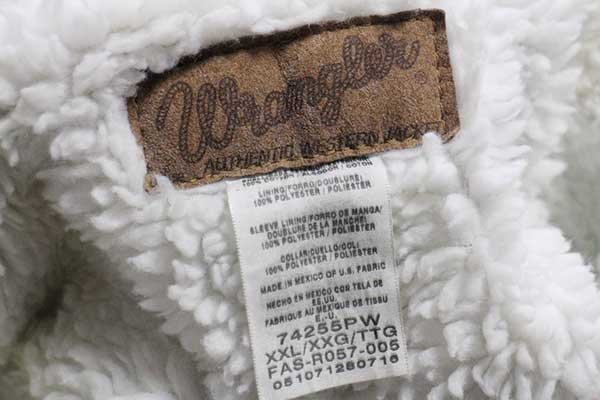 Wrangler
®
AUTHENTIC WESTERN JACKET
LINING/FORRO/DOUBLURE/
100% POLYESTER / POLIESTER
SLEEVE LINING/FORRO DE MANGA/
DOUBLURE DE LA MANCHE/
100% POLYESTER / POLIESTER
COLLAR/CUELLO/COL/
100% POLYESTER / POLIESTER
MADE IN MEXICO OF U.S. FABRIC
HECHO EN MEXICO CON TELA DE
EE.UU.
FABRIQUE AU MEXIQUE DE TISSU
E.-U.
74255PW
XXL/XXG/TTG
FAS-R057-005
051071280716